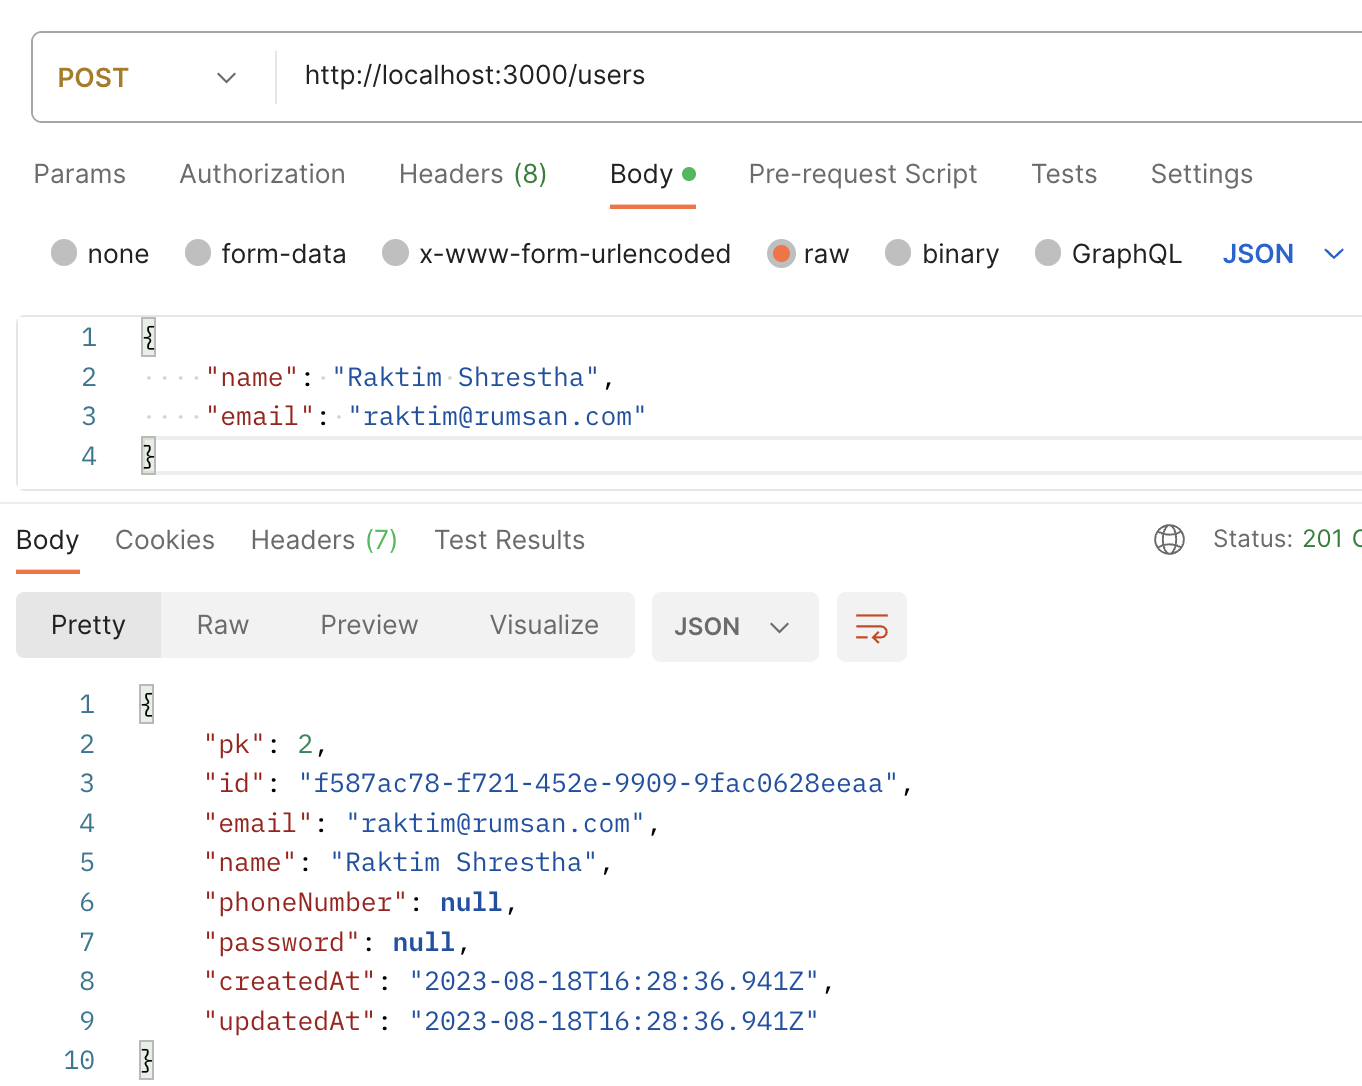 POST http://localhost:3000/users
Params Authorization Headers (8) Body Pre-request Script Tests Settings
none form-data x-www-form-urlencoded raw binary GraphQL JSON
1 {
2 "name": "Raktim Shrestha",
3 "email": "raktim@rumsan.com"
4 }
Body Cookies Headers (7) Test Results Status: 201
Pretty Raw Preview Visualize JSON
1 {
2 "pk": 2,
3 "id": "f587ac78-f721-452e-9909-9fac0628eeaa",
4 "email": "raktim@rumsan.com",
5 "name": "Raktim Shrestha",
6 "phoneNumber": null,
7 "password": null,
8 "createdAt": "2023-08-18T16:28:36.941Z",
9 "updatedAt": "2023-08-18T16:28:36.941Z"
10 }